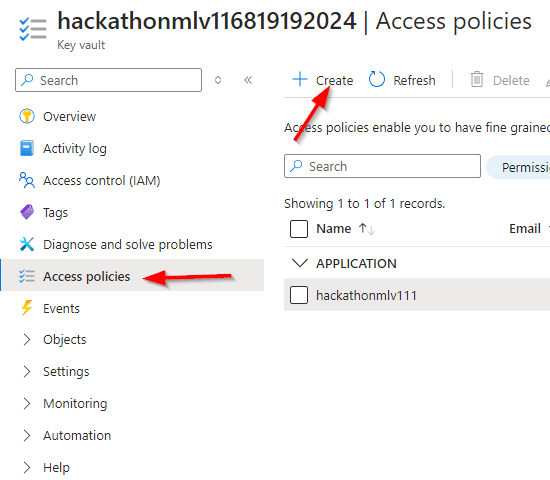 hackathonmlv116819192024 | Access policies
Key vault
Search
Create Refresh Delete
Overview
Activity log
Access control (IAM)
Tags
Diagnose and solve problems
Access policies
Events
Objects
Settings
Monitoring
Automation
Help
Access policies enable you to have fine grained
Search
Permissio
Showing 1 to 1 of 1 records.
Name Email
APPLICATION
hackathonmlv111